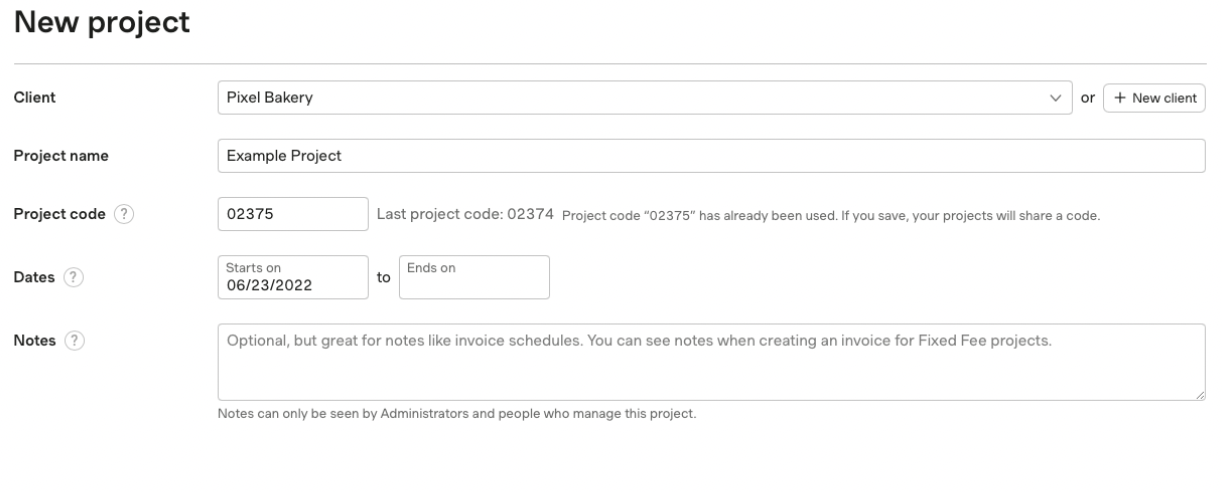 New project
Client Pixel Bakery or + New client
Project name Example Project
Project code ? 02375 Last project code: 02374 Project code “02375” has already been used. If you save, your projects will share a code.
Dates ? Starts on 06/23/2022 to Ends on
Notes ? Optional, but great for notes like invoice schedules. You can see notes when creating an invoice for Fixed Fee projects.
Notes can only be seen by Administrators and people who manage this project.